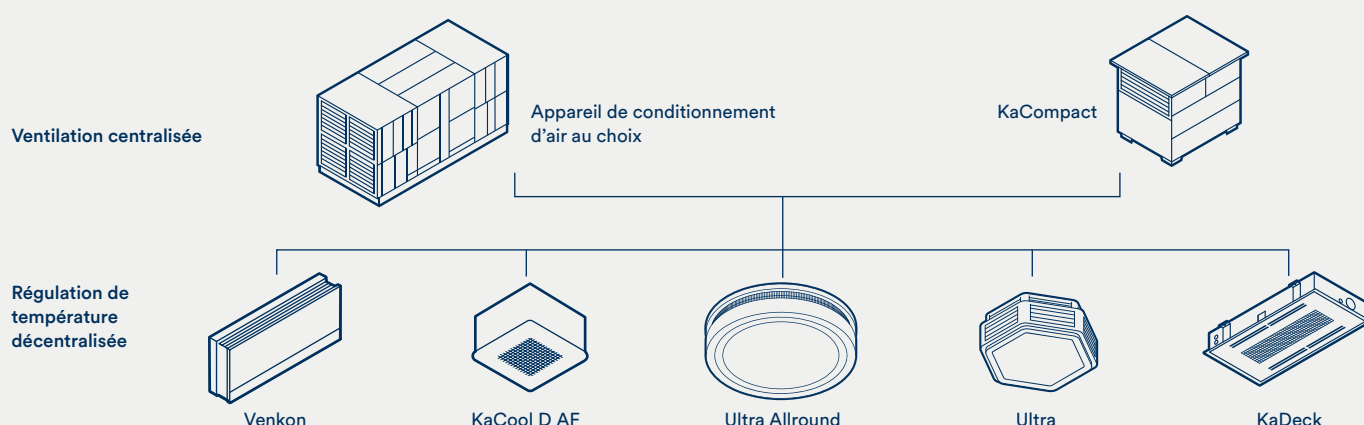 Ventilation centralisée
Appareil de conditionnement
d'air au choix
KaCompact
Régulation de
température
décentralisée
Venkon
KaCool D AF
Ultra Allround
Ultra
KaDeck